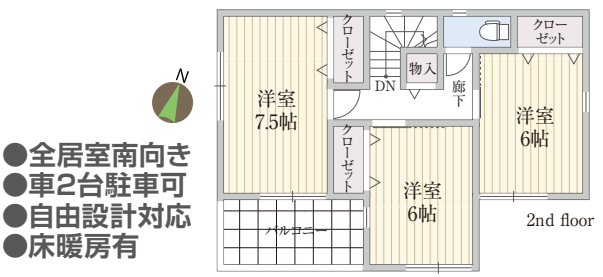 N
●全居室南向き
●車2台駐車可
●自由設計対応
●床暖房有
クローゼット
洋室
7.5帖
DN
物入
廊下
クロー
ゼット
洋室
6帖
クローゼット
洋室
6帖
バルコニー
2nd floor